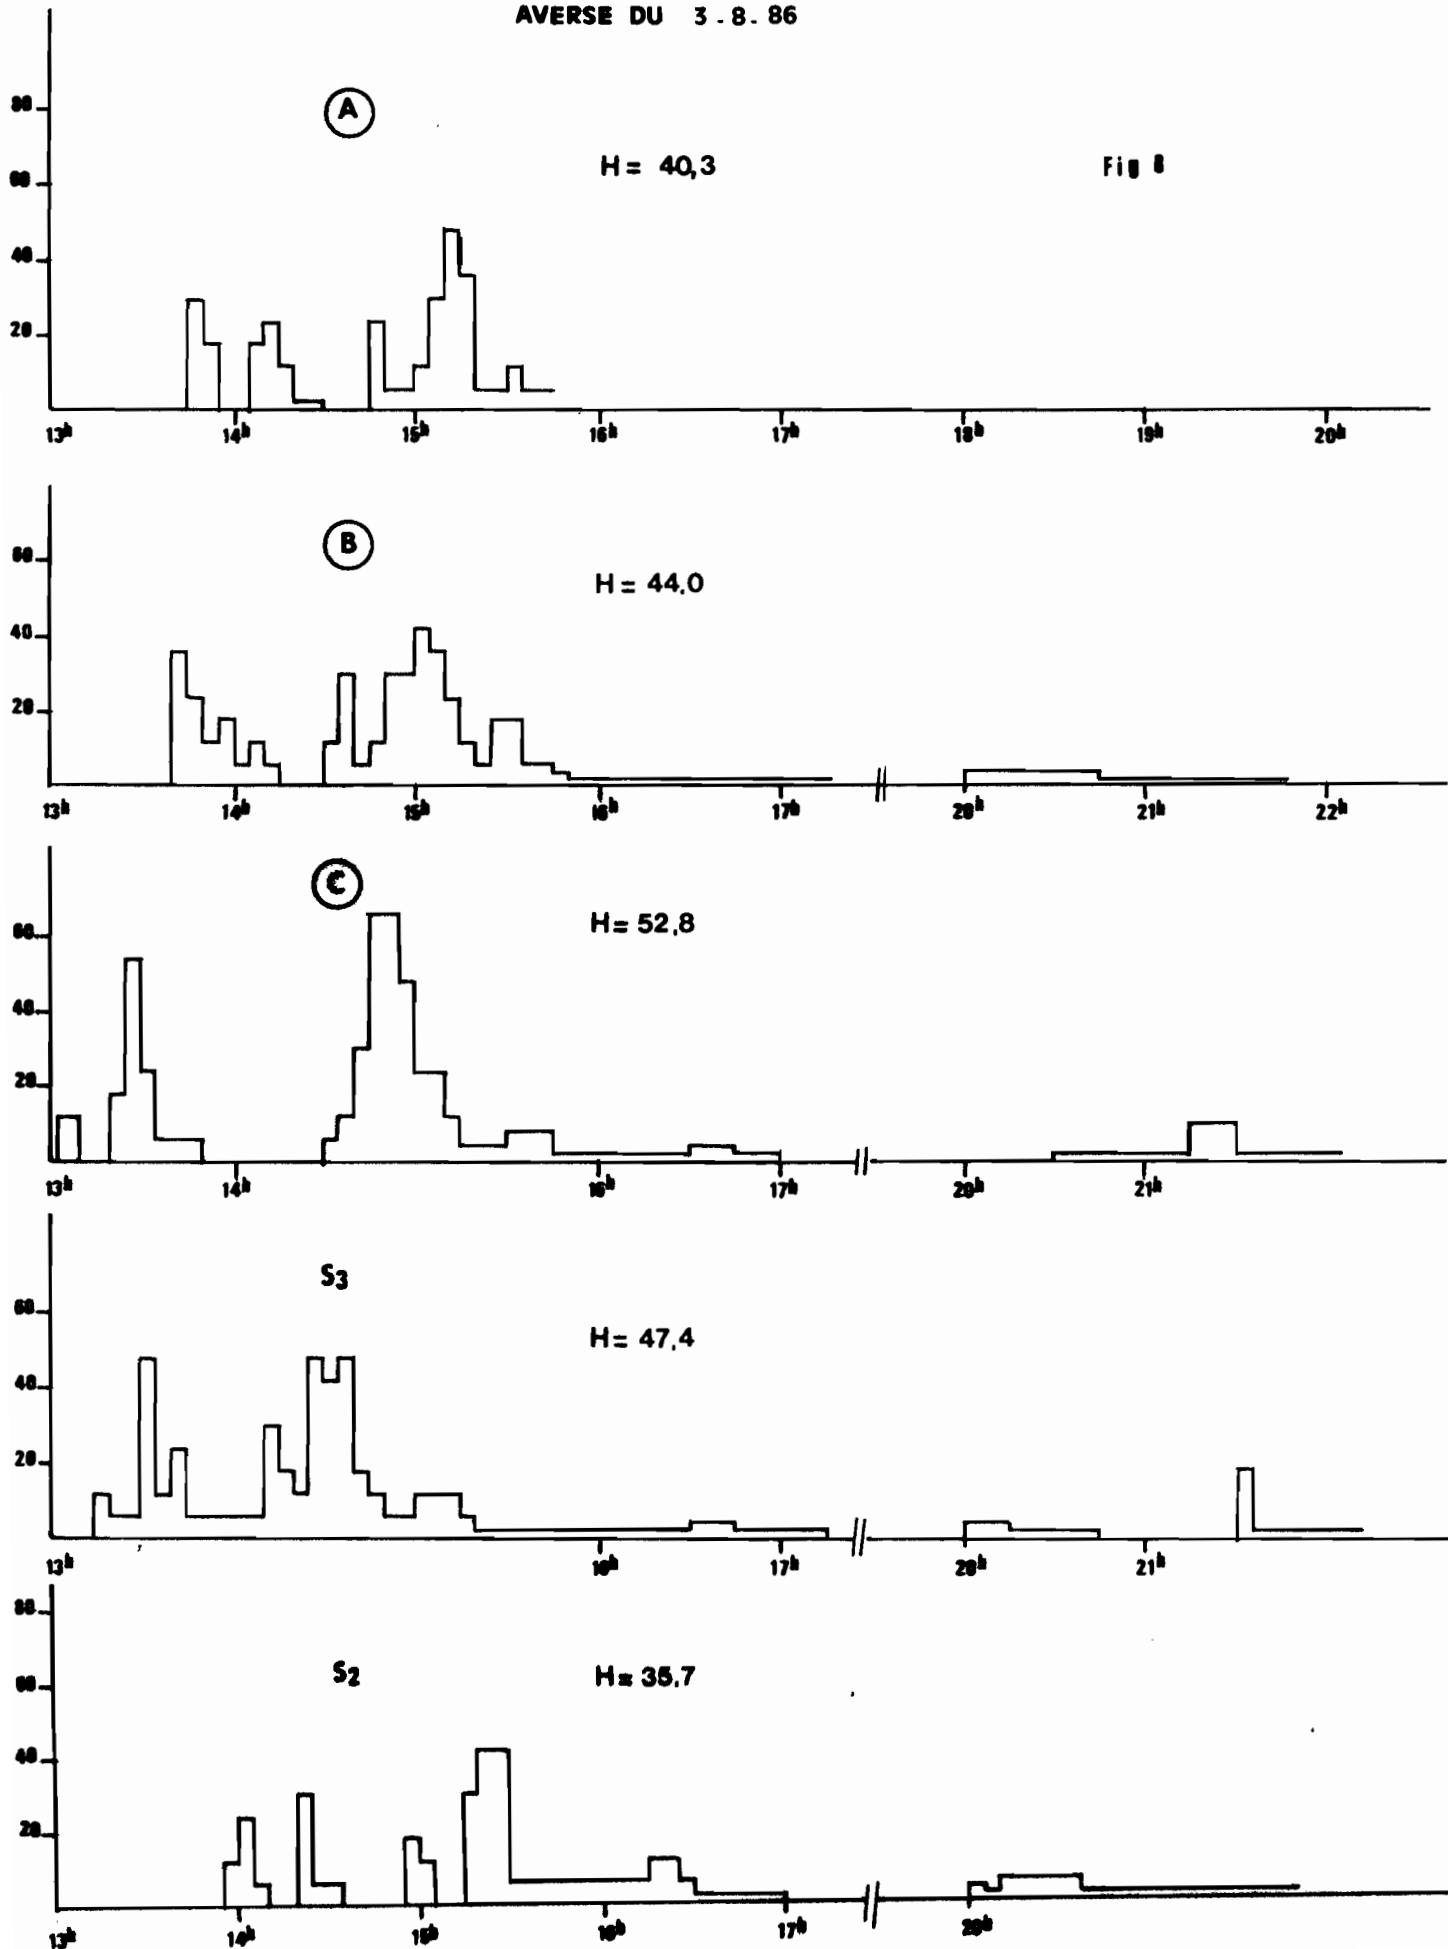 AVERSE DU 3.8.86
80
A
H= 40,3
Fig 8
60
40
20
13h 14h 15h 16h 17h 18h 19h 20h
60
B
H= 44,0
40
20
13h 14h 15h 16h 17h 20h 21h 22h
C
H= 52,8
60
40
20
13h 14h 16h 17h 20h 21h
S3
60
H= 47,4
40
20
13h 16h 17h 20h 21h
80
S2
H= 35,7
60
40
20
13h 14h 15h 16h 17h 20h